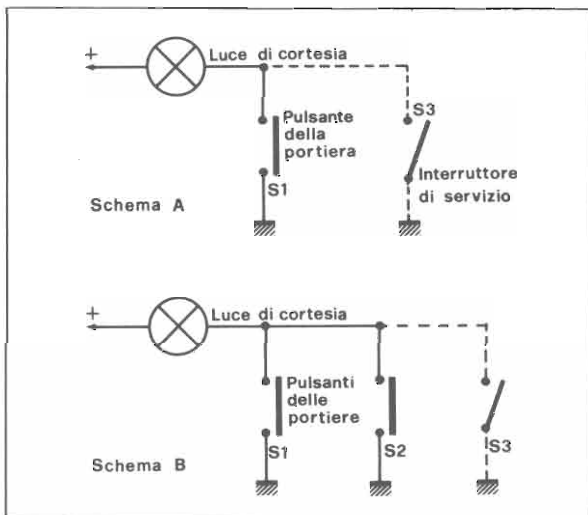 +
Luce di cortesia
S3
Pulsante
della
portiera
S1
Interruttore
di servizio
Schema A
+
Luce di cortesia
Pulsanti
delle
portiere
S1
S2
S3
Schema B